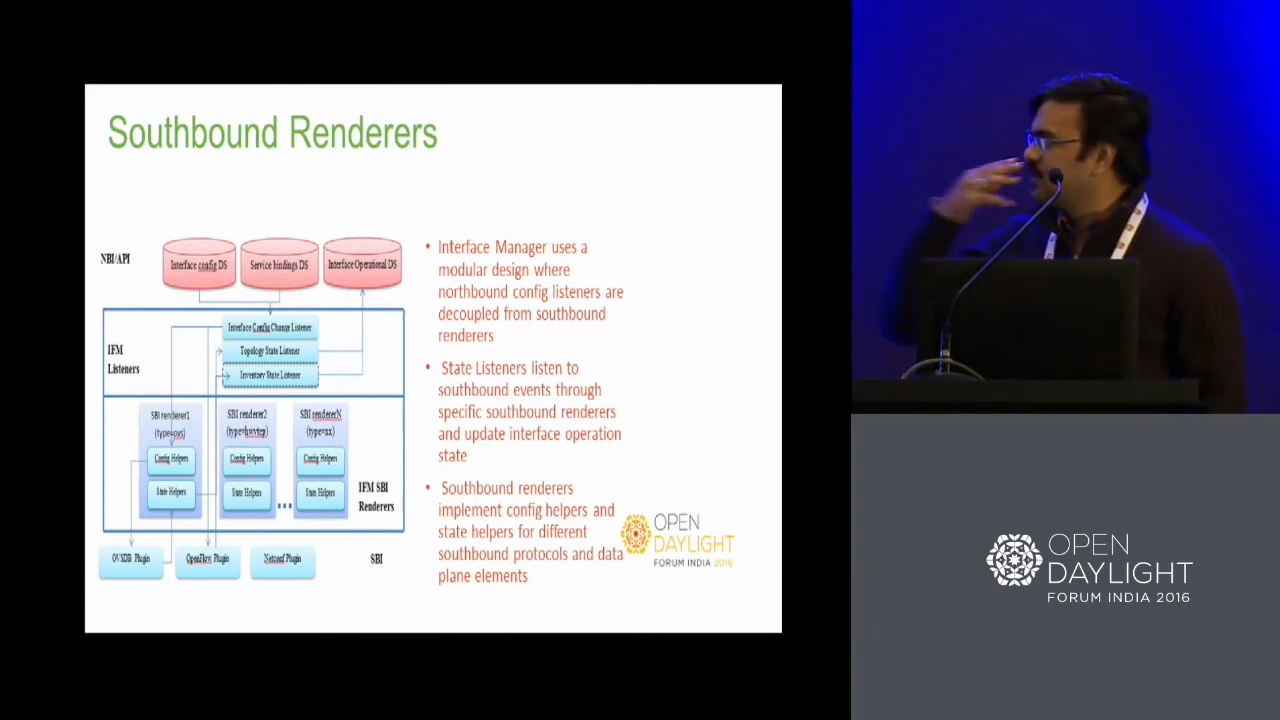 Southbound Renderers
NBI/API
Interface config DS
Service bindings DS
Interface Operational DS
IFM
Listeners
Interface Config Change Listener
Topology State Listener
Inventory State Listener
SBI renderer1
(type=ovs)
Config Helpers
State Helpers
SBI renderer2
(type=hwvtep)
Config Helpers
State Helpers
SBI rendererN
(type=xx)
Config Helpers
State Helpers
IFM SBI
Renderers
OVSDB Plugin
OpenFlow Plugin
Netconf Plugin
SBI
• Interface Manager uses a
modular design where
northbound config listeners are
decoupled from southbound
renderers
• State Listeners listen to
southbound events through
specific southbound renderers
and update interface operation
state
• Southbound renderers
implement config helpers and
state helpers for different
southbound protocols and data
plane elements
OPEN
DAYLIGHT
FORUM INDIA 2016
OPEN
DAYLIGHT
FORUM INDIA 2016